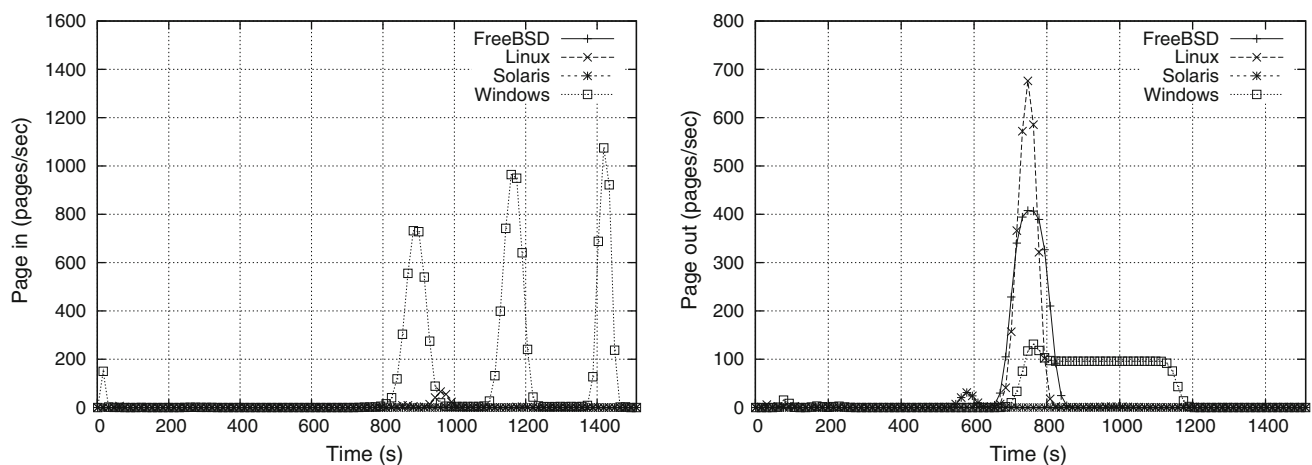 1600
1400
1200
1000
800
600
400
200
0
Page in (pages/sec)
0 200 400 600 800 1000 1200 1400
Time (s)
FreeBSD
Linux
Solaris
Windows
800
700
600
500
400
300
200
100
0
Page out (pages/sec)
0 200 400 600 800 1000 1200 1400
Time (s)
FreeBSD
Linux
Solaris
Windows